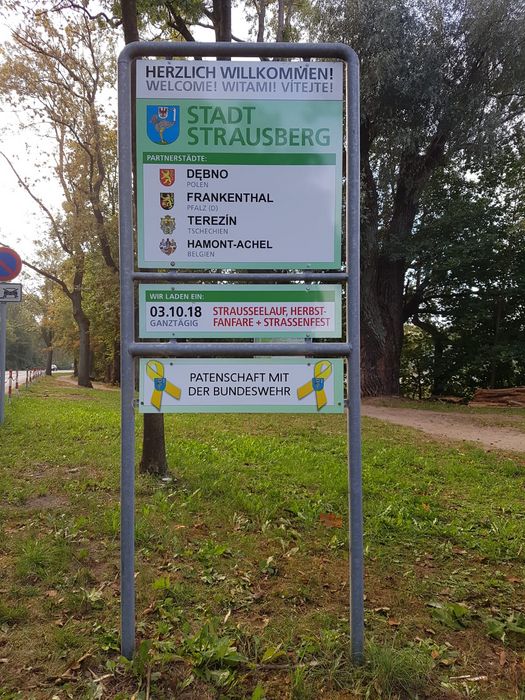 HERZLICH WILLKOMMEN!
WELCOME! WITAMI! VÍTEJTE!
STADT
STRAUSBERG
PARTNERSTÄDTE:
DĘBNO
POLEN
FRANKENTHAL
PFALZ (D)
TEREZÍN
TSCHECHIEN
HAMONT-ACHEL
BELGIEN
WIR LADEN EIN:
03.10.18
GANZTÄGIG
STRAUSSEELAUF, HERBST-
FANFARE + STRASSENFEST
PATENSCHAFT MIT
DER BUNDESWEHR